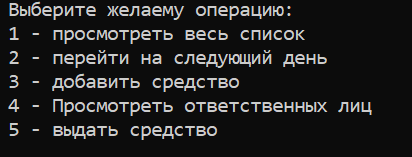 Выберите желаему операцию:
1 - просмотреть весь список
2 - перейти на следующий день
3 - добавить средство
4 - Просмотреть ответственных лиц
5 - выдать средство